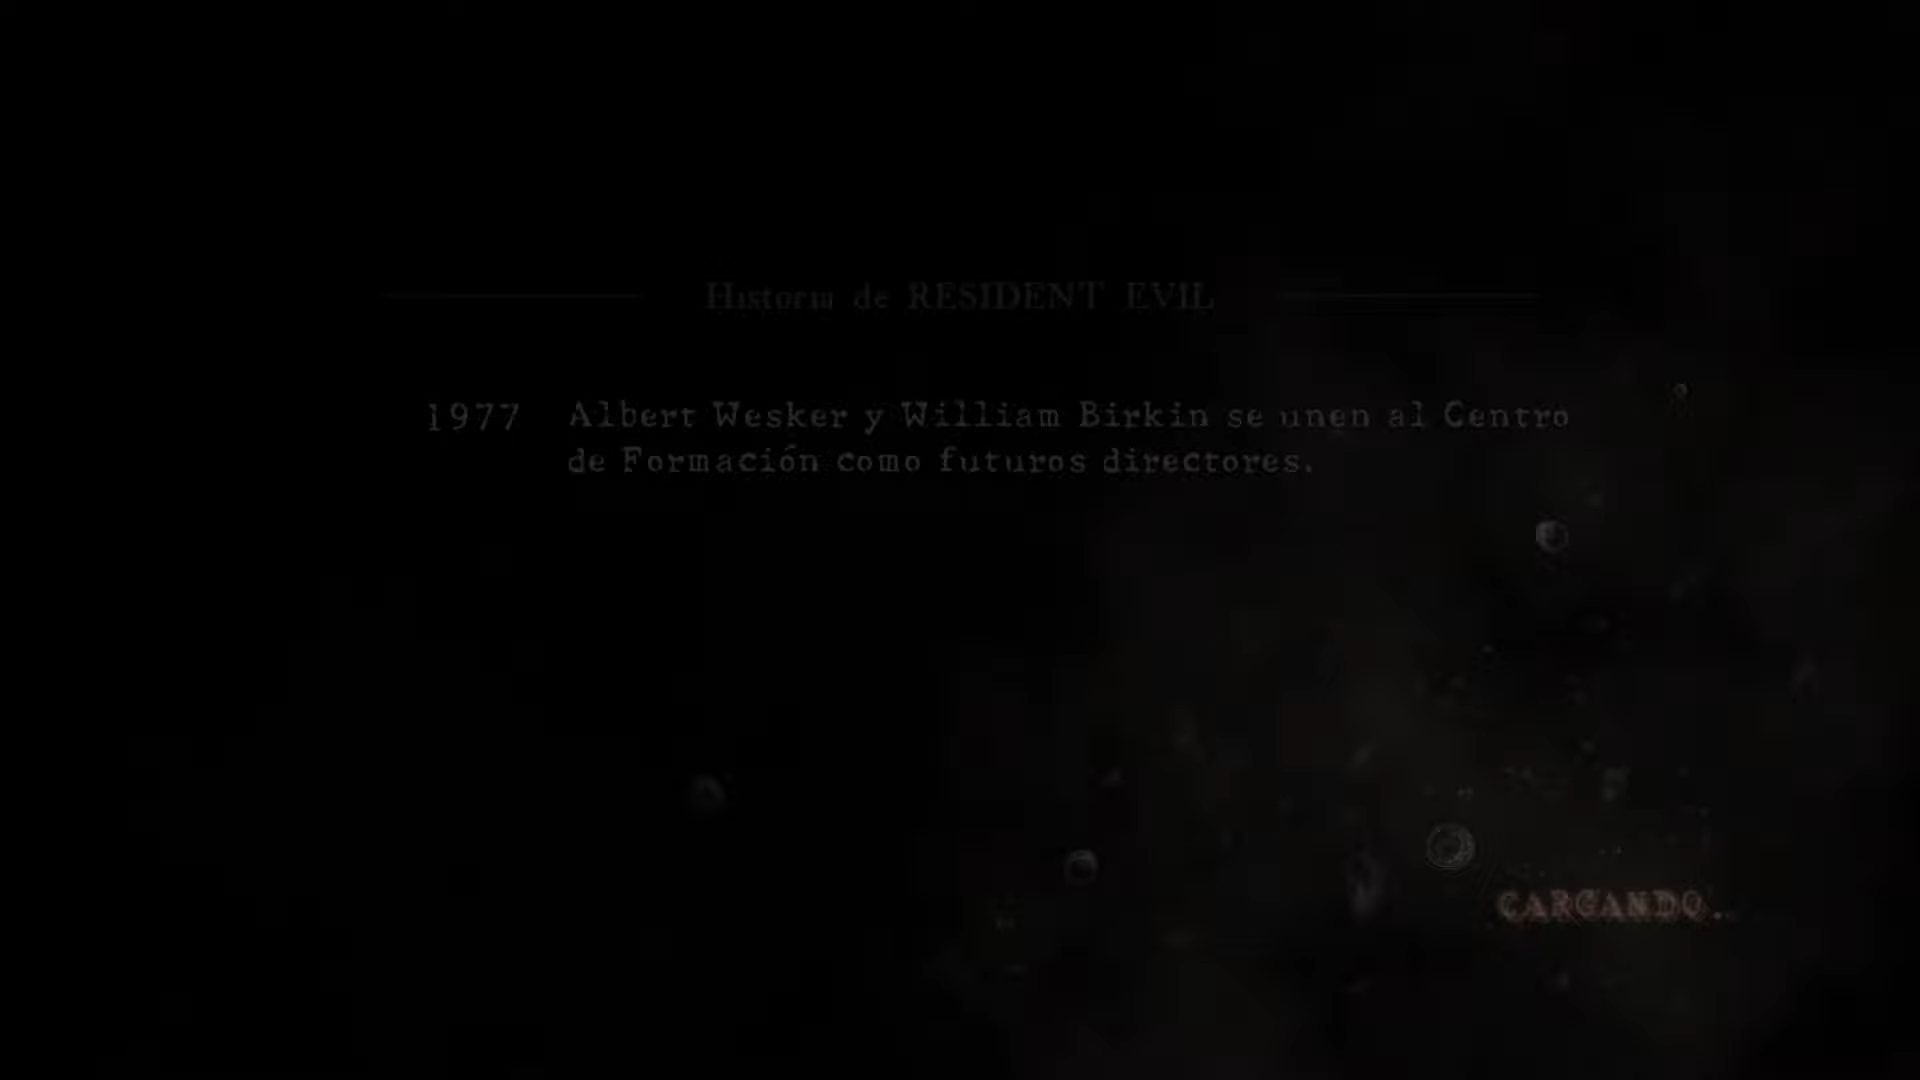 Historia de RESIDENT EVIL
1977 Albert Wesker y William Birkin se unen al Centro
de Formación como futuros directores.
CARGANDO..